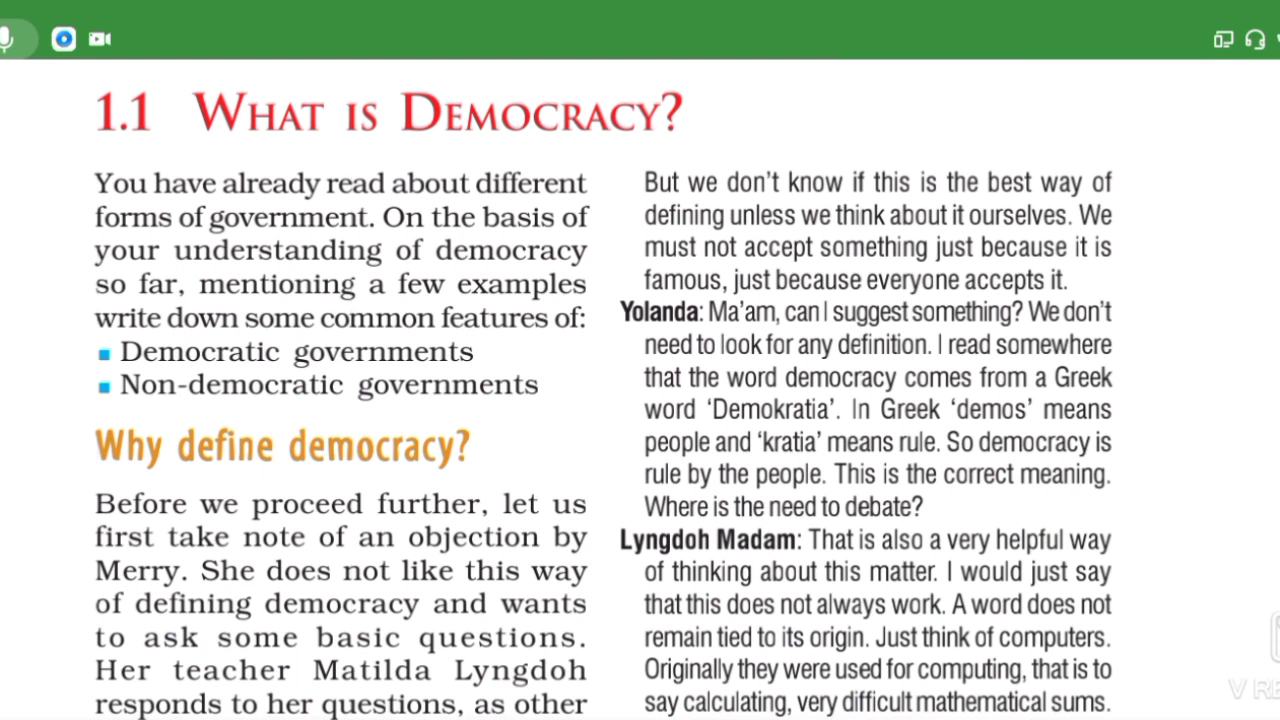 1.1 WHAT IS DEMOCRACY?
You have already read about different
forms of government. On the basis of
your understanding of democracy
so far, mentioning a few examples
write down some common features of:
Democratic governments
Non-democratic governments
Why define democracy?
Before we proceed further, let us
first take note of an objection by
Merry. She does not like this way
of defining democracy and wants
to ask some basic questions.
Her teacher Matilda Lyngdoh
responds to her questions, as other
But we don't know if this is the best way of
defining unless we think about it ourselves. We
must not accept something just because it is
famous, just because everyone accepts it.
Yolanda: Ma'am, can I suggest something? We don't
need to look for any definition. I read somewhere
that the word democracy comes from a Greek
word 'Demokratia'. In Greek 'demos' means
people and 'kratia' means rule. So democracy is
rule by the people. This is the correct meaning.
Where is the need to debate?
Lyngdoh Madam: That is also a very helpful way
of thinking about this matter. I would just say
that this does not always work. A word does not
remain tied to its origin. Just think of computers.
Originally they were used for computing, that is to
say calculating, very difficult mathematical sums.